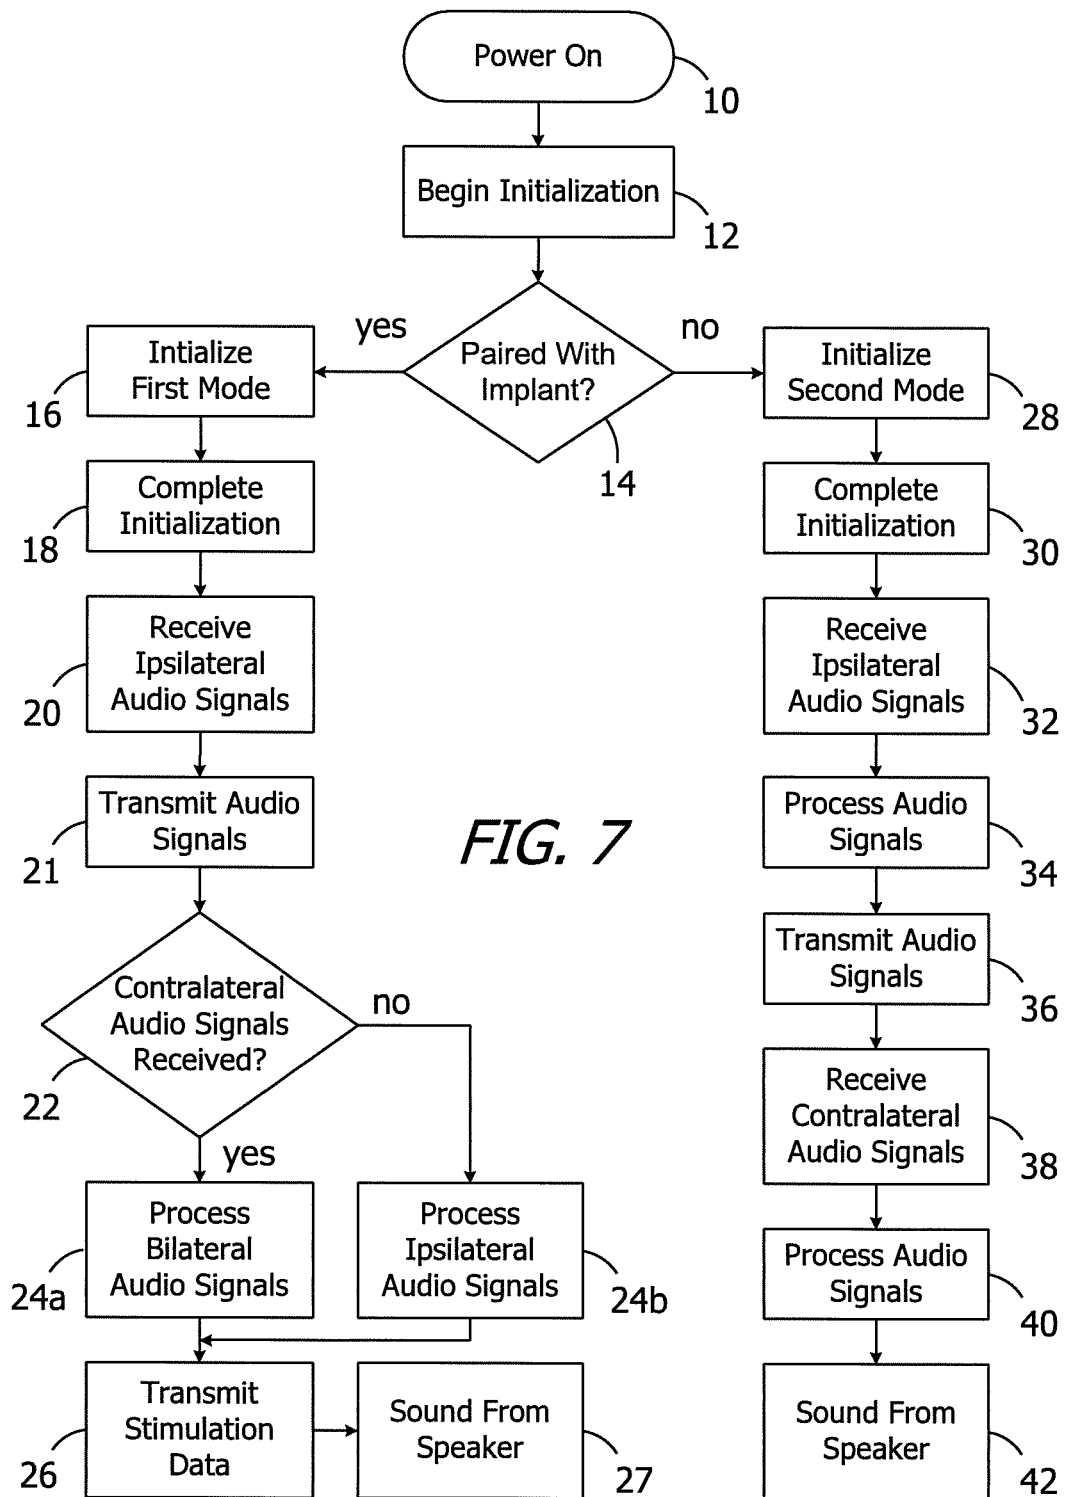 Power On
10
Begin Initialization
12
yes
no
Paired With
Implant?
14
Intialize
First Mode
16
Initialize
Second Mode
28
Complete
Initialization
18
Complete
Initialization
30
Receive
Ipsilateral
Audio Signals
20
Receive
Ipsilateral
Audio Signals
32
Transmit Audio
Signals
21
FIG. 7
Process Audio
Signals
34
Transmit Audio
Signals
36
Contralateral
Audio Signals
Received?
no
22
yes
Receive
Contralateral
Audio Signals
38
Process
Bilateral
Audio Signals
24a
Process
Ipsilateral
Audio Signals
24b
Process Audio
Signals
40
Transmit
Stimulation
Data
26
Sound From
Speaker
27
Sound From
Speaker
42